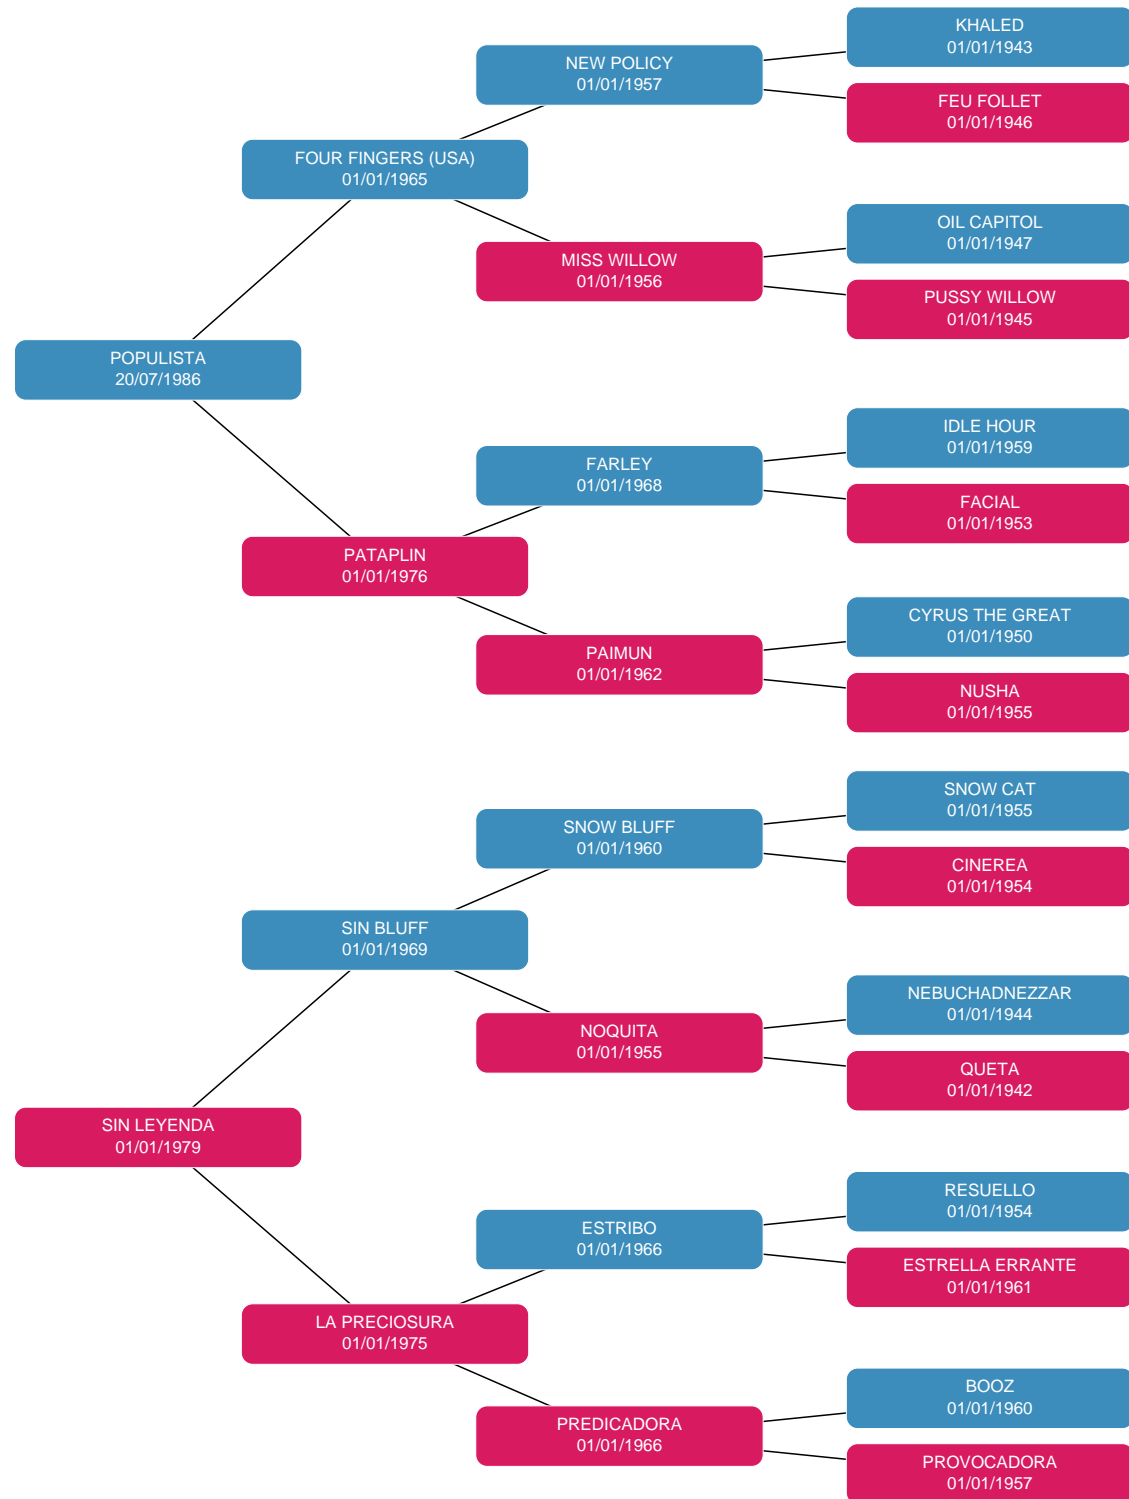 KHALED
01/01/1943
NEW POLICY
01/01/1957
FEU FOLLET
01/01/1946
FOUR FINGERS (USA)
01/01/1965
OIL CAPITOL
01/01/1947
MISS WILLOW
01/01/1956
PUSSY WILLOW
01/01/1945
POPULISTA
20/07/1986
IDLE HOUR
01/01/1959
FARLEY
01/01/1968
FACIAL
01/01/1953
PATAPLIN
01/01/1976
CYRUS THE GREAT
01/01/1950
PAIMUN
01/01/1962
NUSHA
01/01/1955
SNOW CAT
01/01/1955
SNOW BLUFF
01/01/1960
CINEREA
01/01/1954
SIN BLUFF
01/01/1969
NEBUCHADNEZZAR
01/01/1944
NOQUITA
01/01/1955
QUETA
01/01/1942
SIN LEYENDA
01/01/1979
RESUELLO
01/01/1954
ESTRIBO
01/01/1966
ESTRELLA ERRANTE
01/01/1961
LA PRECIOSURA
01/01/1975
BOOZ
01/01/1960
PREDICADORA
01/01/1966
PROVOCADORA
01/01/1957